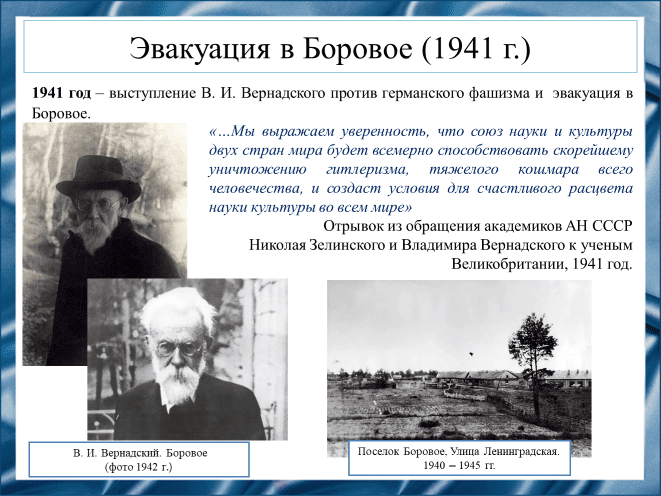 Эвакуация в Боровое (1941 г.)
1941 год – выступление В. И. Вернадского против германского фашизма и эвакуация в
Боровое.
«…Мы выражаем уверенность, что союз науки и культуры
двух стран мира будет всемерно способствовать скорейшему
уничтожению гитлеризма, тяжелого кошмара всего
человечества, и создаст условия для счастливого расцвета
науки культуры во всем мире»
Отрывок из обращения академиков АН СССР
Николая Зелинского и Владимира Вернадского к ученым
Великобритании, 1941 год.
В. И. Вернадский. Боровое
(фото 1942 г.)
Поселок Боровое, Улица Ленинградская.
1940 – 1945 гг.